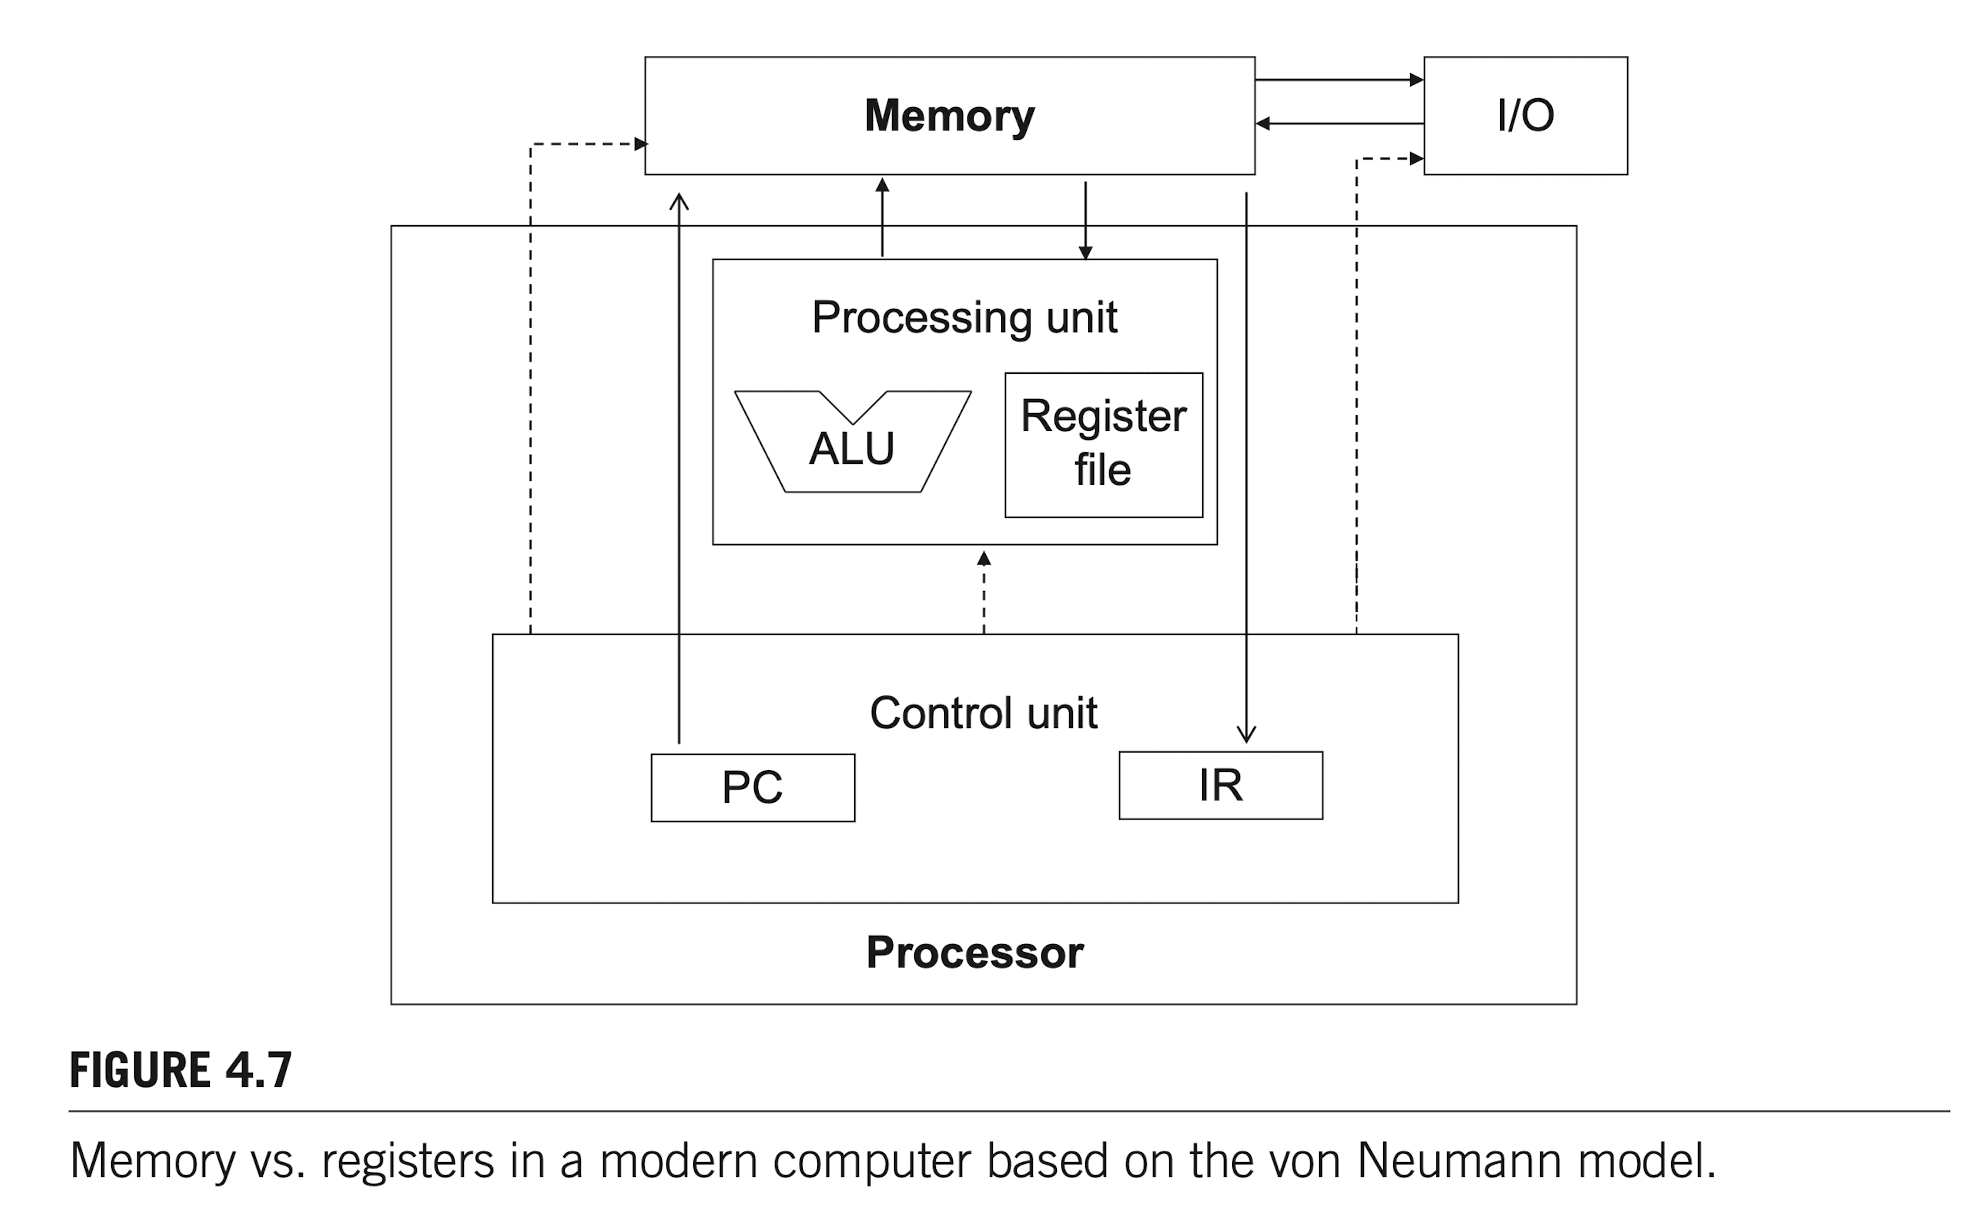 Memory
I/O
Processing unit
ALU
Register
file
Control unit
PC
IR
Processor
FIGURE 4.7
Memory vs. registers in a modern computer based on the von Neumann model.